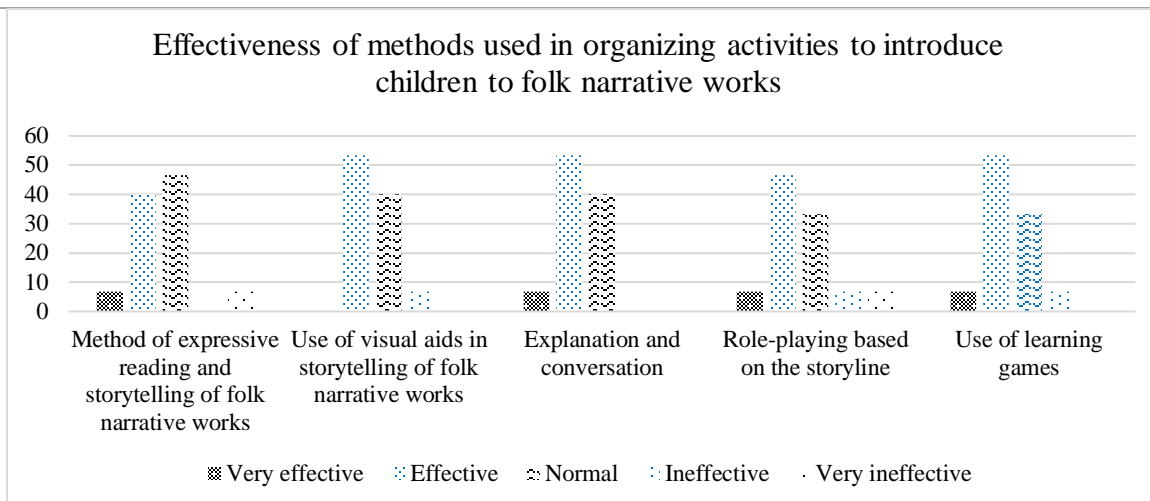 Effectiveness of methods used in organizing activities to introduce
children to folk narrative works
60
50
40
30
20
10
0
Method of expressive
reading and
storytelling of folk
narrative works
Use of visual aids in
storytelling of folk
narrative works
Explanation and
conversation
Role-playing based
on the storyline
Use of learning
games
Very effective Effective Normal Ineffective Very ineffective